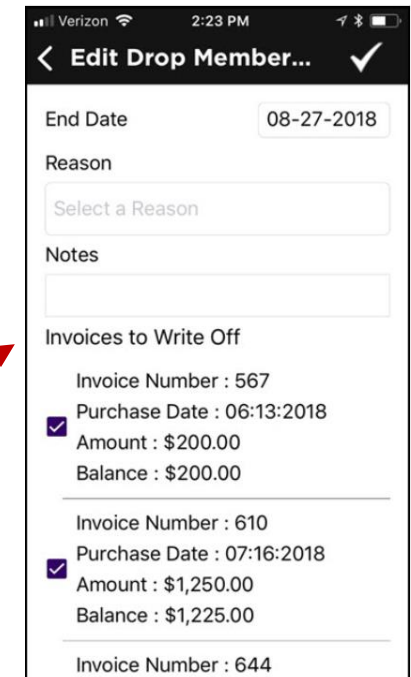 Verizon 2:23 PM
Edit Drop Member...
End Date 08-27-2018
Reason
Select a Reason
Notes
Invoices to Write Off
Invoice Number : 567
Purchase Date : 06:13:2018
Amount : $200.00
Balance : $200.00
Invoice Number : 610
Purchase Date : 07:16:2018
Amount : $1,250.00
Balance : $1,225.00
Invoice Number : 644